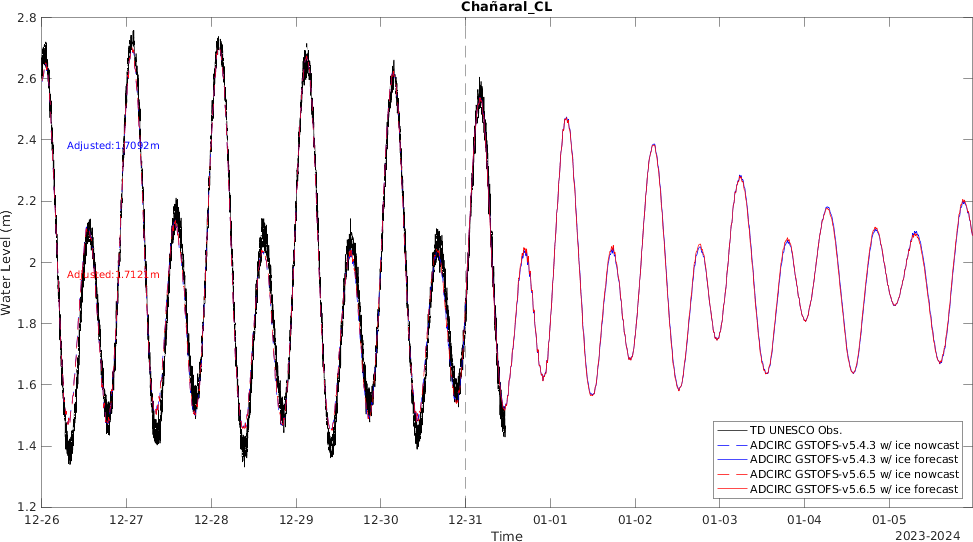 Chañaral_CL
2.8
2.6
2.4
2.2
2
1.8
1.6
1.4
1.2
Water Level (m)
Adjusted:1.7092m
Adjusted:1.7121m
TD UNESCO Obs.
ADCIRC GSTOFS-v5.4.3 w/ ice nowcast
ADCIRC GSTOFS-v5.4.3 w/ ice forecast
ADCIRC GSTOFS-v5.6.5 w/ ice nowcast
ADCIRC GSTOFS-v5.6.5 w/ ice forecast
12-26 12-27 12-28 12-29 12-30 12-31 01-01 01-02 01-03 01-04 01-05
Time
2023-2024